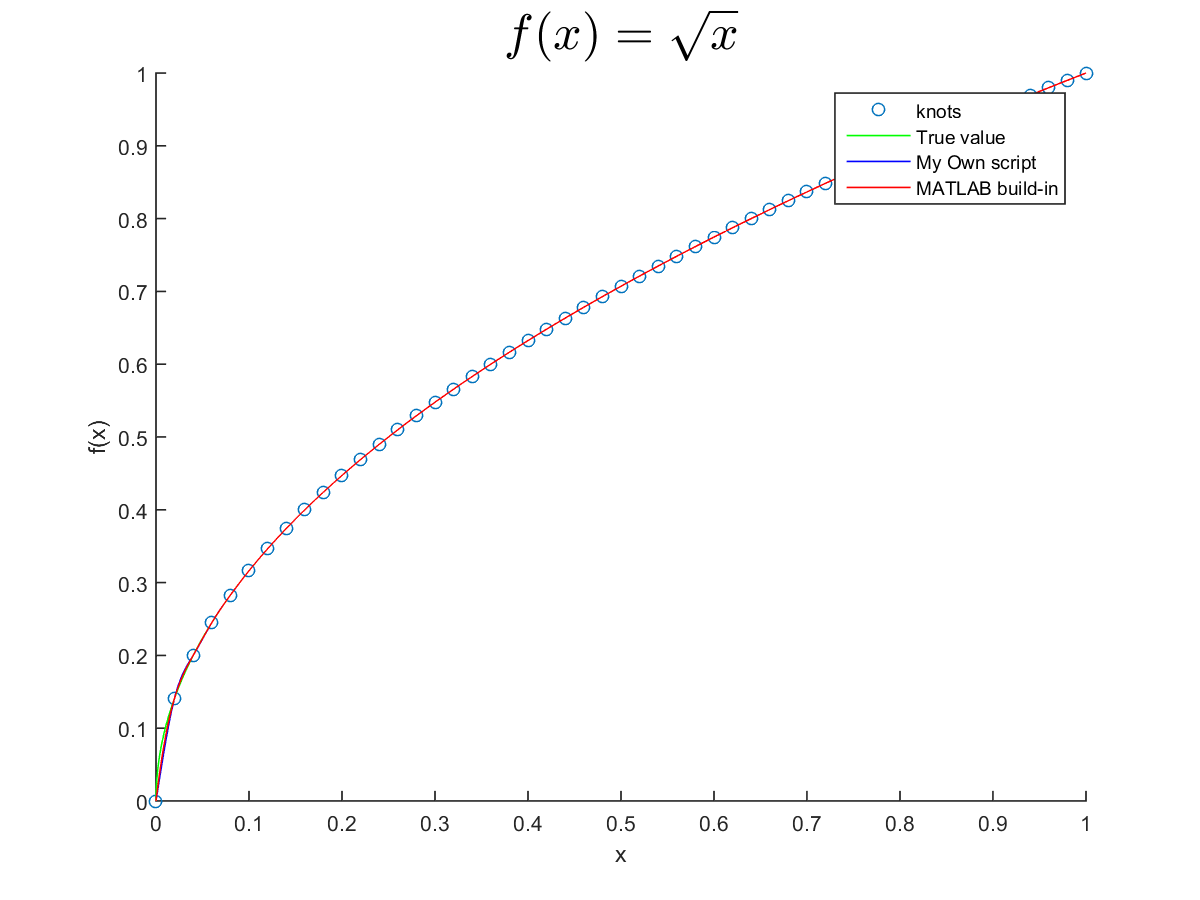 f(x) = √x
1
0.9
0.8
0.7
0.6
0.5
0.4
0.3
0.2
0.1
0
f(x)
knots
True value
My Own script
MATLAB build-in
0 0.1 0.2 0.3 0.4 0.5 0.6 0.7 0.8 0.9 1
x